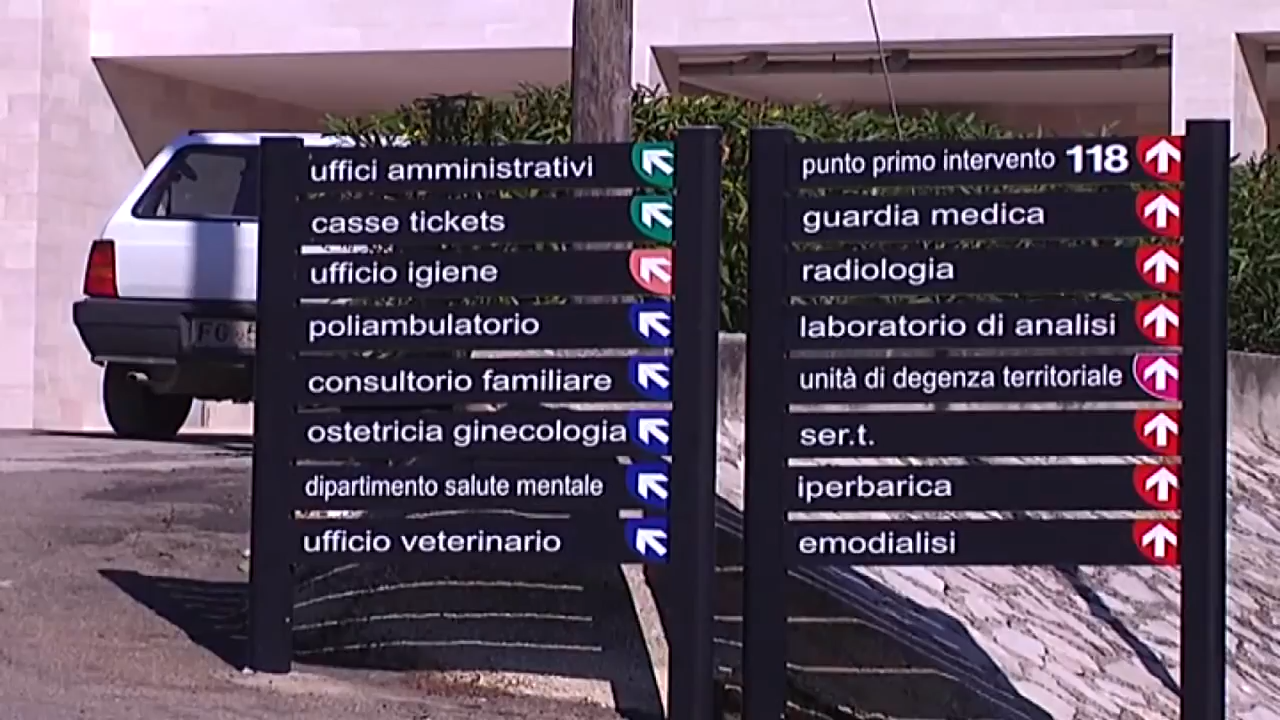 uffici amministrativi
casse tickets
ufficio igiene
poliambulatorio
consultorio familiare
ostetricia ginecologia
dipartimento salute mentale
ufficio veterinario
punto primo intervento 118
guardia medica
radiologia
laboratorio di analisi
unità di degenza territoriale
ser.t.
iperbarica
emodialisi
FG